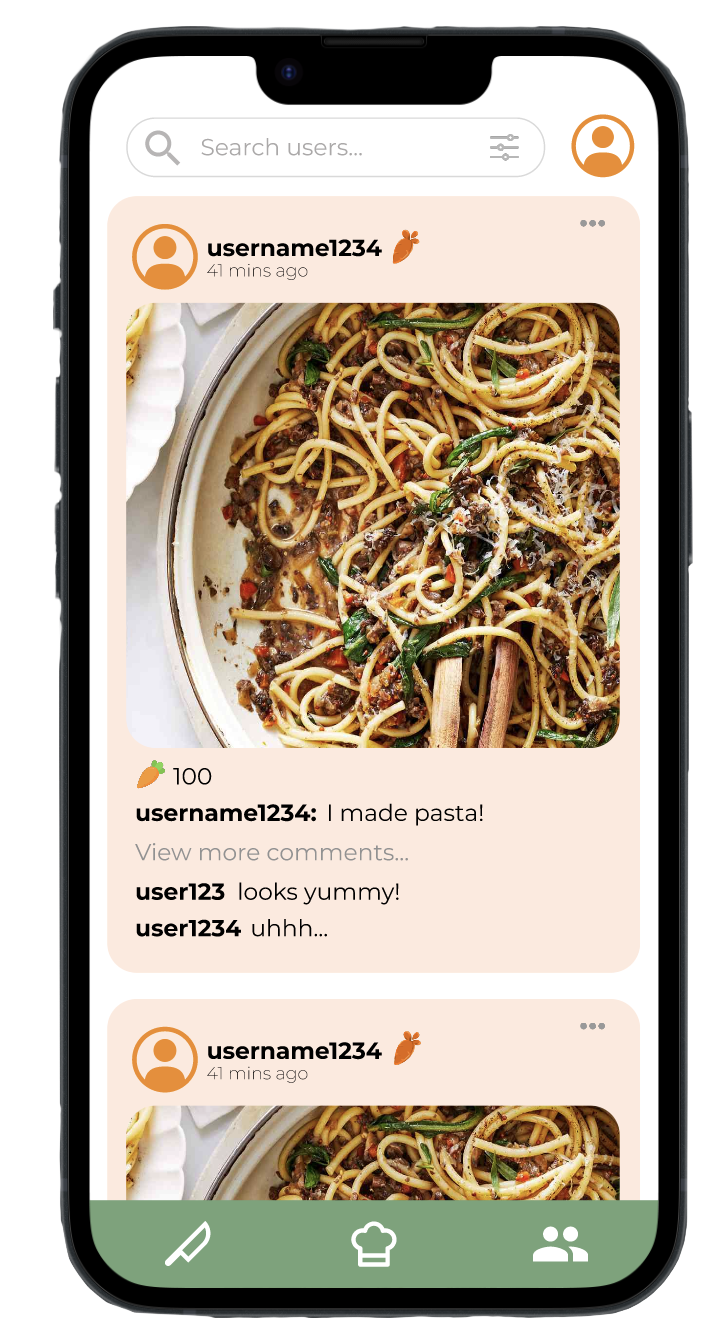 Search users...
username1234
41 mins ago
100
username1234: I made pasta!
View more comments...
user123 looks yummy!
user1234 uhhh...
username1234
41 mins ago